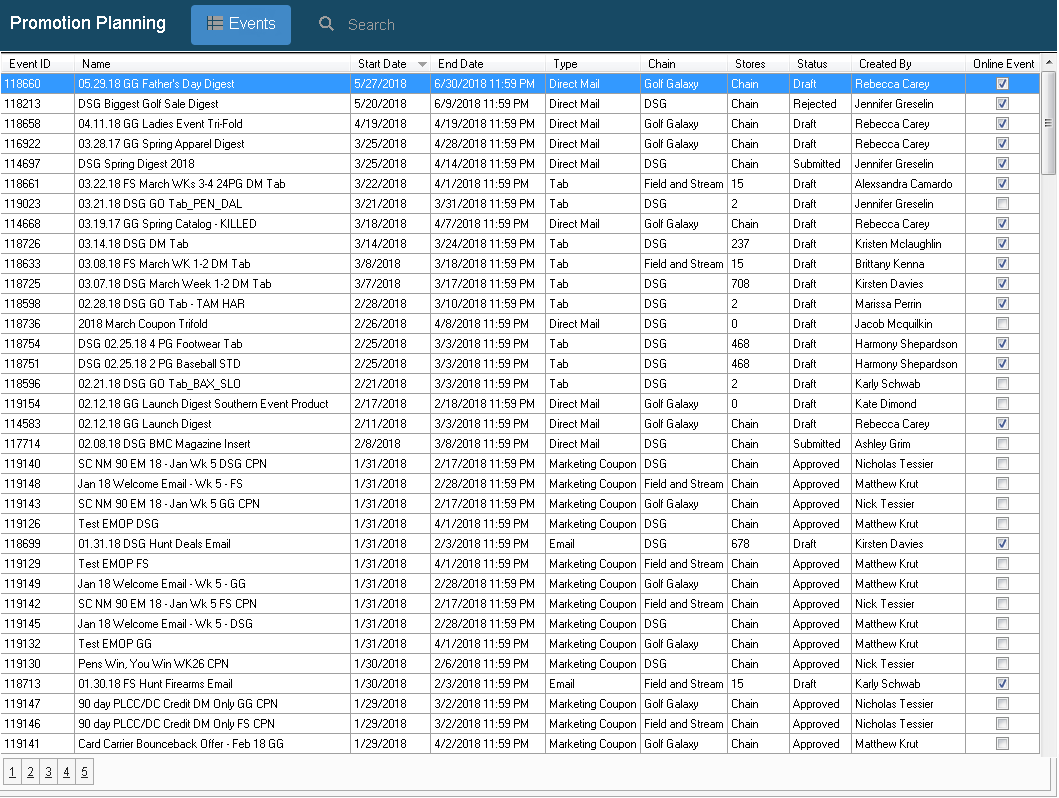 Promotion Planning Events Search
Event ID Name Start Date End Date Type Chain Stores Status Created By Online Event
118660 05.29.18 GG Father's Day Digest 5/27/2018 6/30/2018 11:59 PM Direct Mail Golf Galaxy Chain Draft Rebecca Carey
118213 DSG Biggest Golf Sale Digest 5/20/2018 6/9/2018 11:59 PM Direct Mail DSG Chain Rejected Jennifer Greselin
118658 04.11.18 GG Ladies Event Tri-Fold 4/19/2018 4/19/2018 11:59 PM Direct Mail Golf Galaxy Chain Draft Rebecca Carey
116922 03.28.17 GG Spring Apparel Digest 3/25/2018 4/28/2018 11:59 PM Direct Mail Golf Galaxy Chain Draft Rebecca Carey
114697 DSG Spring Digest 2018 3/25/2018 4/14/2018 11:59 PM Direct Mail DSG Chain Submitted Jennifer Greselin
118661 03.22.18 FS March WKs 3-4 24PG DM Tab 3/22/2018 4/1/2018 11:59 PM Tab Field and Stream 15 Draft Alexsandra Camardo
119023 03.21.18 DSG GO Tab_PEN_DAL 3/21/2018 3/31/2018 11:59 PM Tab DSG 2 Draft Jennifer Greselin
114668 03.19.17 GG Spring Catalog - KILLED 3/18/2018 4/7/2018 11:59 PM Direct Mail Golf Galaxy Chain Draft Rebecca Carey
118726 03.14.18 DSG DM Tab 3/14/2018 3/24/2018 11:59 PM Tab DSG 237 Draft Kristen Mclaughlin
118633 03.08.18 FS March WK 1-2 DM Tab 3/8/2018 3/18/2018 11:59 PM Tab Field and Stream 15 Draft Brittany Kenna
118725 03.07.18 DSG March Week 1-2 DM Tab 3/7/2018 3/17/2018 11:59 PM Tab DSG 708 Draft Kirsten Davies
118598 02.28.18 DSG GO Tab - TAM HAR 2/28/2018 3/10/2018 11:59 PM Tab DSG 2 Draft Marissa Perrin
118736 2018 March Coupon Trifold 2/26/2018 4/8/2018 11:59 PM Direct Mail DSG 0 Draft Jacob Mcquilkin
118754 DSG 02.25.18 4 PG Footwear Tab 2/25/2018 3/3/2018 11:59 PM Tab DSG 468 Draft Harmony Shepardson
118751 DSG 02.25.18 2 PG Baseball STD 2/25/2018 3/3/2018 11:59 PM Tab DSG 468 Draft Harmony Shepardson
118596 02.21.18 DSG GO Tab_BAX_SLO 2/21/2018 3/3/2018 11:59 PM Tab DSG 2 Draft Karly Schwab
119154 02.12.18 GG Launch Digest Southern Event Product 2/17/2018 2/18/2018 11:59 PM Direct Mail Golf Galaxy 0 Draft Kate Dimond
114583 02.12.18 GG Launch Digest 2/11/2018 3/3/2018 11:59 PM Direct Mail Golf Galaxy Chain Draft Rebecca Carey
117714 02.08.18 DSG BMC Magazine Insert 2/8/2018 3/8/2018 11:59 PM Direct Mail DSG Chain Submitted Ashley Grim
119140 SC NM 90 EM 18 - Jan Wk 5 DSG CPN 1/31/2018 2/17/2018 11:59 PM Marketing Coupon DSG Chain Approved Nicholas Tessier
119148 Jan 18 Welcome Email - Wk 5 - FS 1/31/2018 2/28/2018 11:59 PM Marketing Coupon Field and Stream Chain Approved Matthew Krut
119143 SC NM 90 EM 18 - Jan Wk 5 GG CPN 1/31/2018 2/17/2018 11:59 PM Marketing Coupon Golf Galaxy Chain Approved Nick Tessier
119126 Test EMOP DSG 1/31/2018 4/1/2018 11:59 PM Marketing Coupon DSG Chain Approved Matthew Krut
118699 01.31.18 DSG Hunt Deals Email 1/31/2018 2/3/2018 11:59 PM Email DSG 678 Draft Kirsten Davies
119129 Test EMOP FS 1/31/2018 4/1/2018 11:59 PM Marketing Coupon Field and Stream Chain Approved Matthew Krut
119149 Jan 18 Welcome Email - Wk 5 - GG 1/31/2018 2/28/2018 11:59 PM Marketing Coupon Golf Galaxy Chain Approved Matthew Krut
119142 SC NM 90 EM 18 - Jan Wk 5 FS CPN 1/31/2018 2/17/2018 11:59 PM Marketing Coupon Field and Stream Chain Approved Nick Tessier
119145 Jan 18 Welcome Email - Wk 5 - DSG 1/31/2018 2/28/2018 11:59 PM Marketing Coupon DSG Chain Approved Matthew Krut
119132 Test EMOP GG 1/31/2018 4/1/2018 11:59 PM Marketing Coupon Golf Galaxy Chain Approved Matthew Krut
119130 Pens Win, You Win WK26 CPN 1/30/2018 2/6/2018 11:59 PM Marketing Coupon DSG Chain Approved Nick Tessier
118713 01.30.18 FS Hunt Firearms Email 1/30/2018 2/3/2018 11:59 PM Email Field and Stream 15 Draft Karly Schwab
119147 90 day PLCC/DC Credit DM Only GG CPN 1/29/2018 3/2/2018 11:59 PM Marketing Coupon Golf Galaxy Chain Approved Nicholas Tessier
119146 90 day PLCC/DC Credit DM Only FS CPN 1/29/2018 3/2/2018 11:59 PM Marketing Coupon Field and Stream Chain Approved Nicholas Tessier
119141 Card Carrier Bounceback Offer - Feb 18 GG 1/29/2018 4/2/2018 11:59 PM Marketing Coupon Golf Galaxy Chain Approved Matthew Krut
1 2 3 4 5